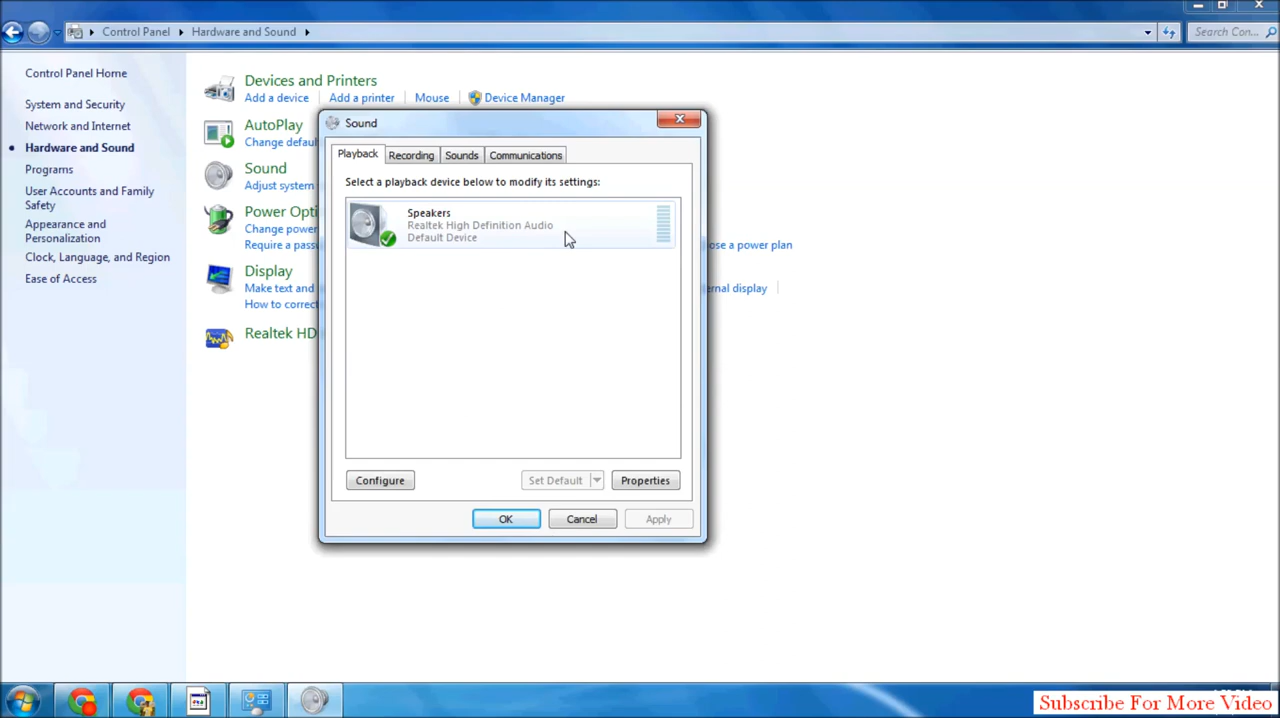 Control Panel
Hardware and Sound
Search Con...
Control Panel Home
System and Security
Network and Internet
Hardware and Sound
Programs
User Accounts and Family
Safety
Appearance and
Personalization
Clock, Language, and Region
Ease of Access
Devices and Printers
Add a device
Add a printer
Mouse
Device Manager
AutoPlay
Change defau
Sound
Adjust system
Power Opti
Change power
Require a pass
ose a power plan
Display
Make text and
rnal display
How to correct
Realtek HD
Sound
Playback
Recording
Sounds
Communications
Select a playback device below to modify its settings:
Speakers
Realtek High Definition Audio
Default Device
Configure
Set Default
Properties
OK
Cancel
Apply
Subscribe For More Video